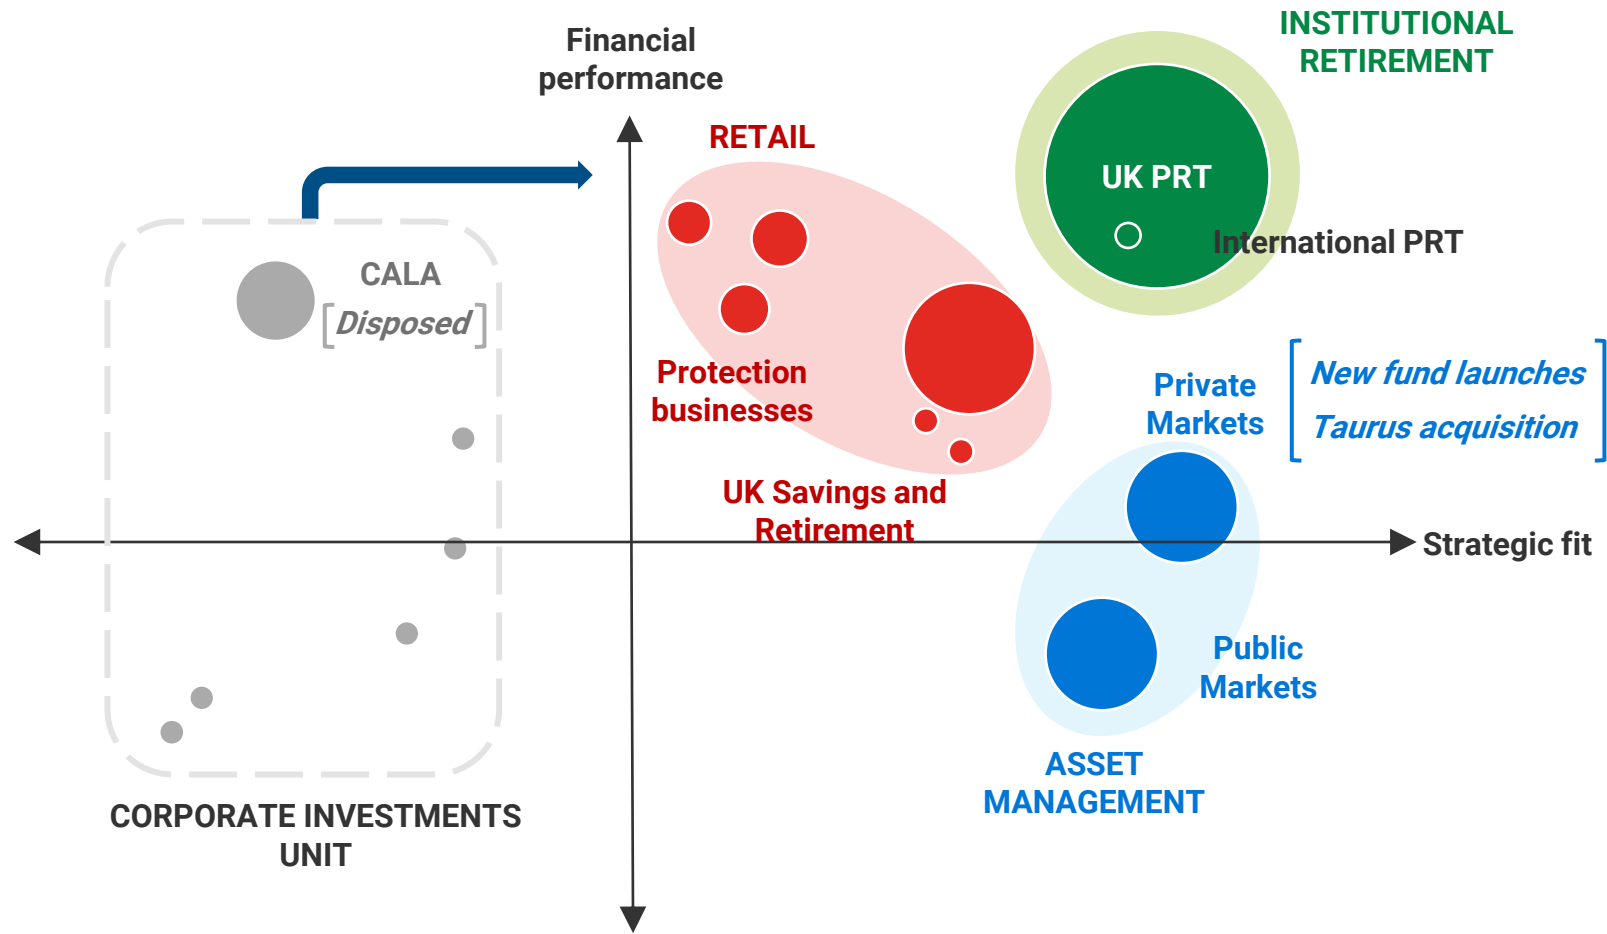 Financial
performance
INSTITUTIONAL
RETIREMENT
RETAIL
UK PRT
International PRT
CALA
[Disposed]
Protection
businesses
Private
Markets
New fund launches
Taurus acquisition
UK Savings and
Retirement
Strategic fit
Public
Markets
ASSET
MANAGEMENT
CORPORATE INVESTMENTS
UNIT